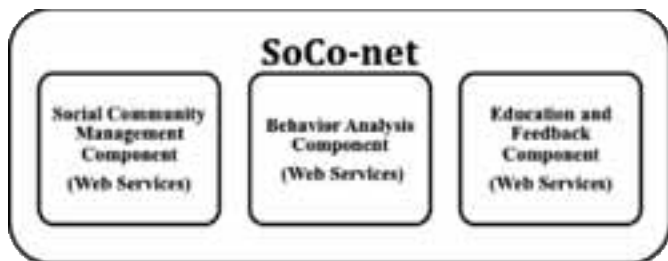 SoCo-net
Social Community
Management
Component
(Web Services)
Behavior Analysis
Component
(Web Services)
Education and
Feedback
Component
(Web Services)